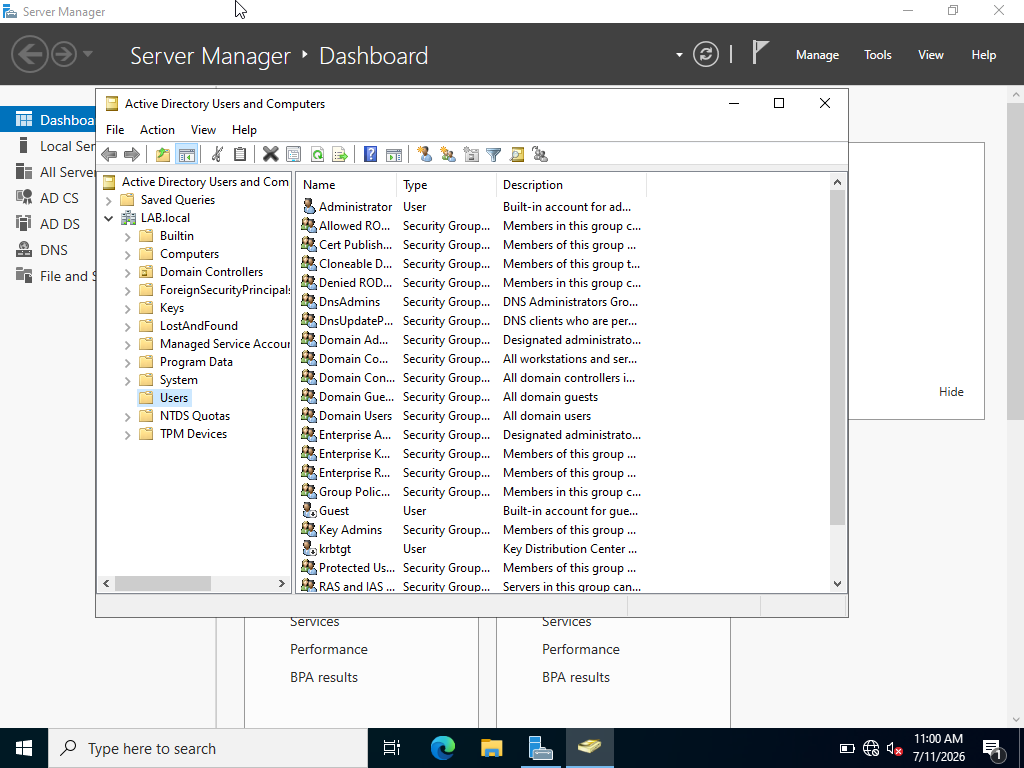 Server Manager
Server Manager ‣ Dashboard
Manage Tools View Help
Dashboa
Local Ser
All Server
AD CS
AD DS
DNS
File and S
Active Directory Users and Computers
File Action View Help
Active Directory Users and Com
Saved Queries
LAB.local
Builtin
Computers
Domain Controllers
ForeignSecurityPrincipals
Keys
LostAndFound
Managed Service Accour
Program Data
System
Users
NTDS Quotas
TPM Devices
Name Type Description
Administrator User Built-in account for ad...
Allowed RO... Security Group... Members in this group c...
Cert Publish... Security Group... Members of this group ...
Cloneable D... Security Group... Members of this group t...
Denied ROD... Security Group... Members in this group c...
DnsAdmins Security Group... DNS Administrators Gro...
DnsUpdateP... Security Group... DNS clients who are per...
Domain Ad... Security Group... Designated administrato...
Domain Co... Security Group... All workstations and ser...
Domain Con... Security Group... All domain controllers i...
Domain Gue... Security Group... All domain guests
Domain Users Security Group... All domain users
Enterprise A... Security Group... Designated administrato...
Enterprise K... Security Group... Members of this group ...
Enterprise R... Security Group... Members of this group ...
Group Polic... Security Group... Members in this group c...
Guest User Built-in account for gue...
Key Admins Security Group... Members of this group ...
krbtgt User Key Distribution Center ...
Protected Us... Security Group... Members of this group ...
RAS and IAS ... Security Group... Servers in this group can...
Hide
Services Services
Performance Performance
BPA results BPA results
Type here to search
11:00 AM
7/11/2026
1